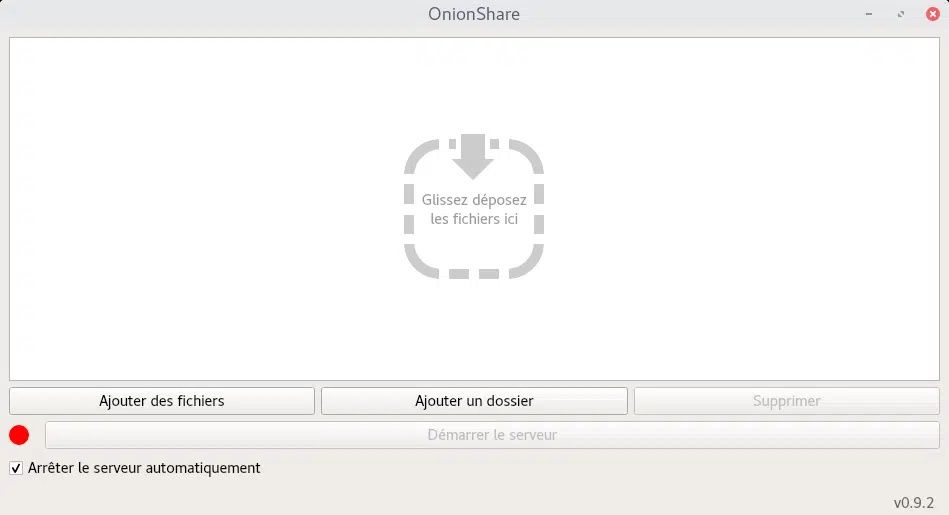 OnionShare
Glissez déposez
les fichiers ici
Ajouter des fichiers
Ajouter un dossier
Supprimer
Démarrer le serveur
Arrêter le serveur automatiquement
v0.9.2